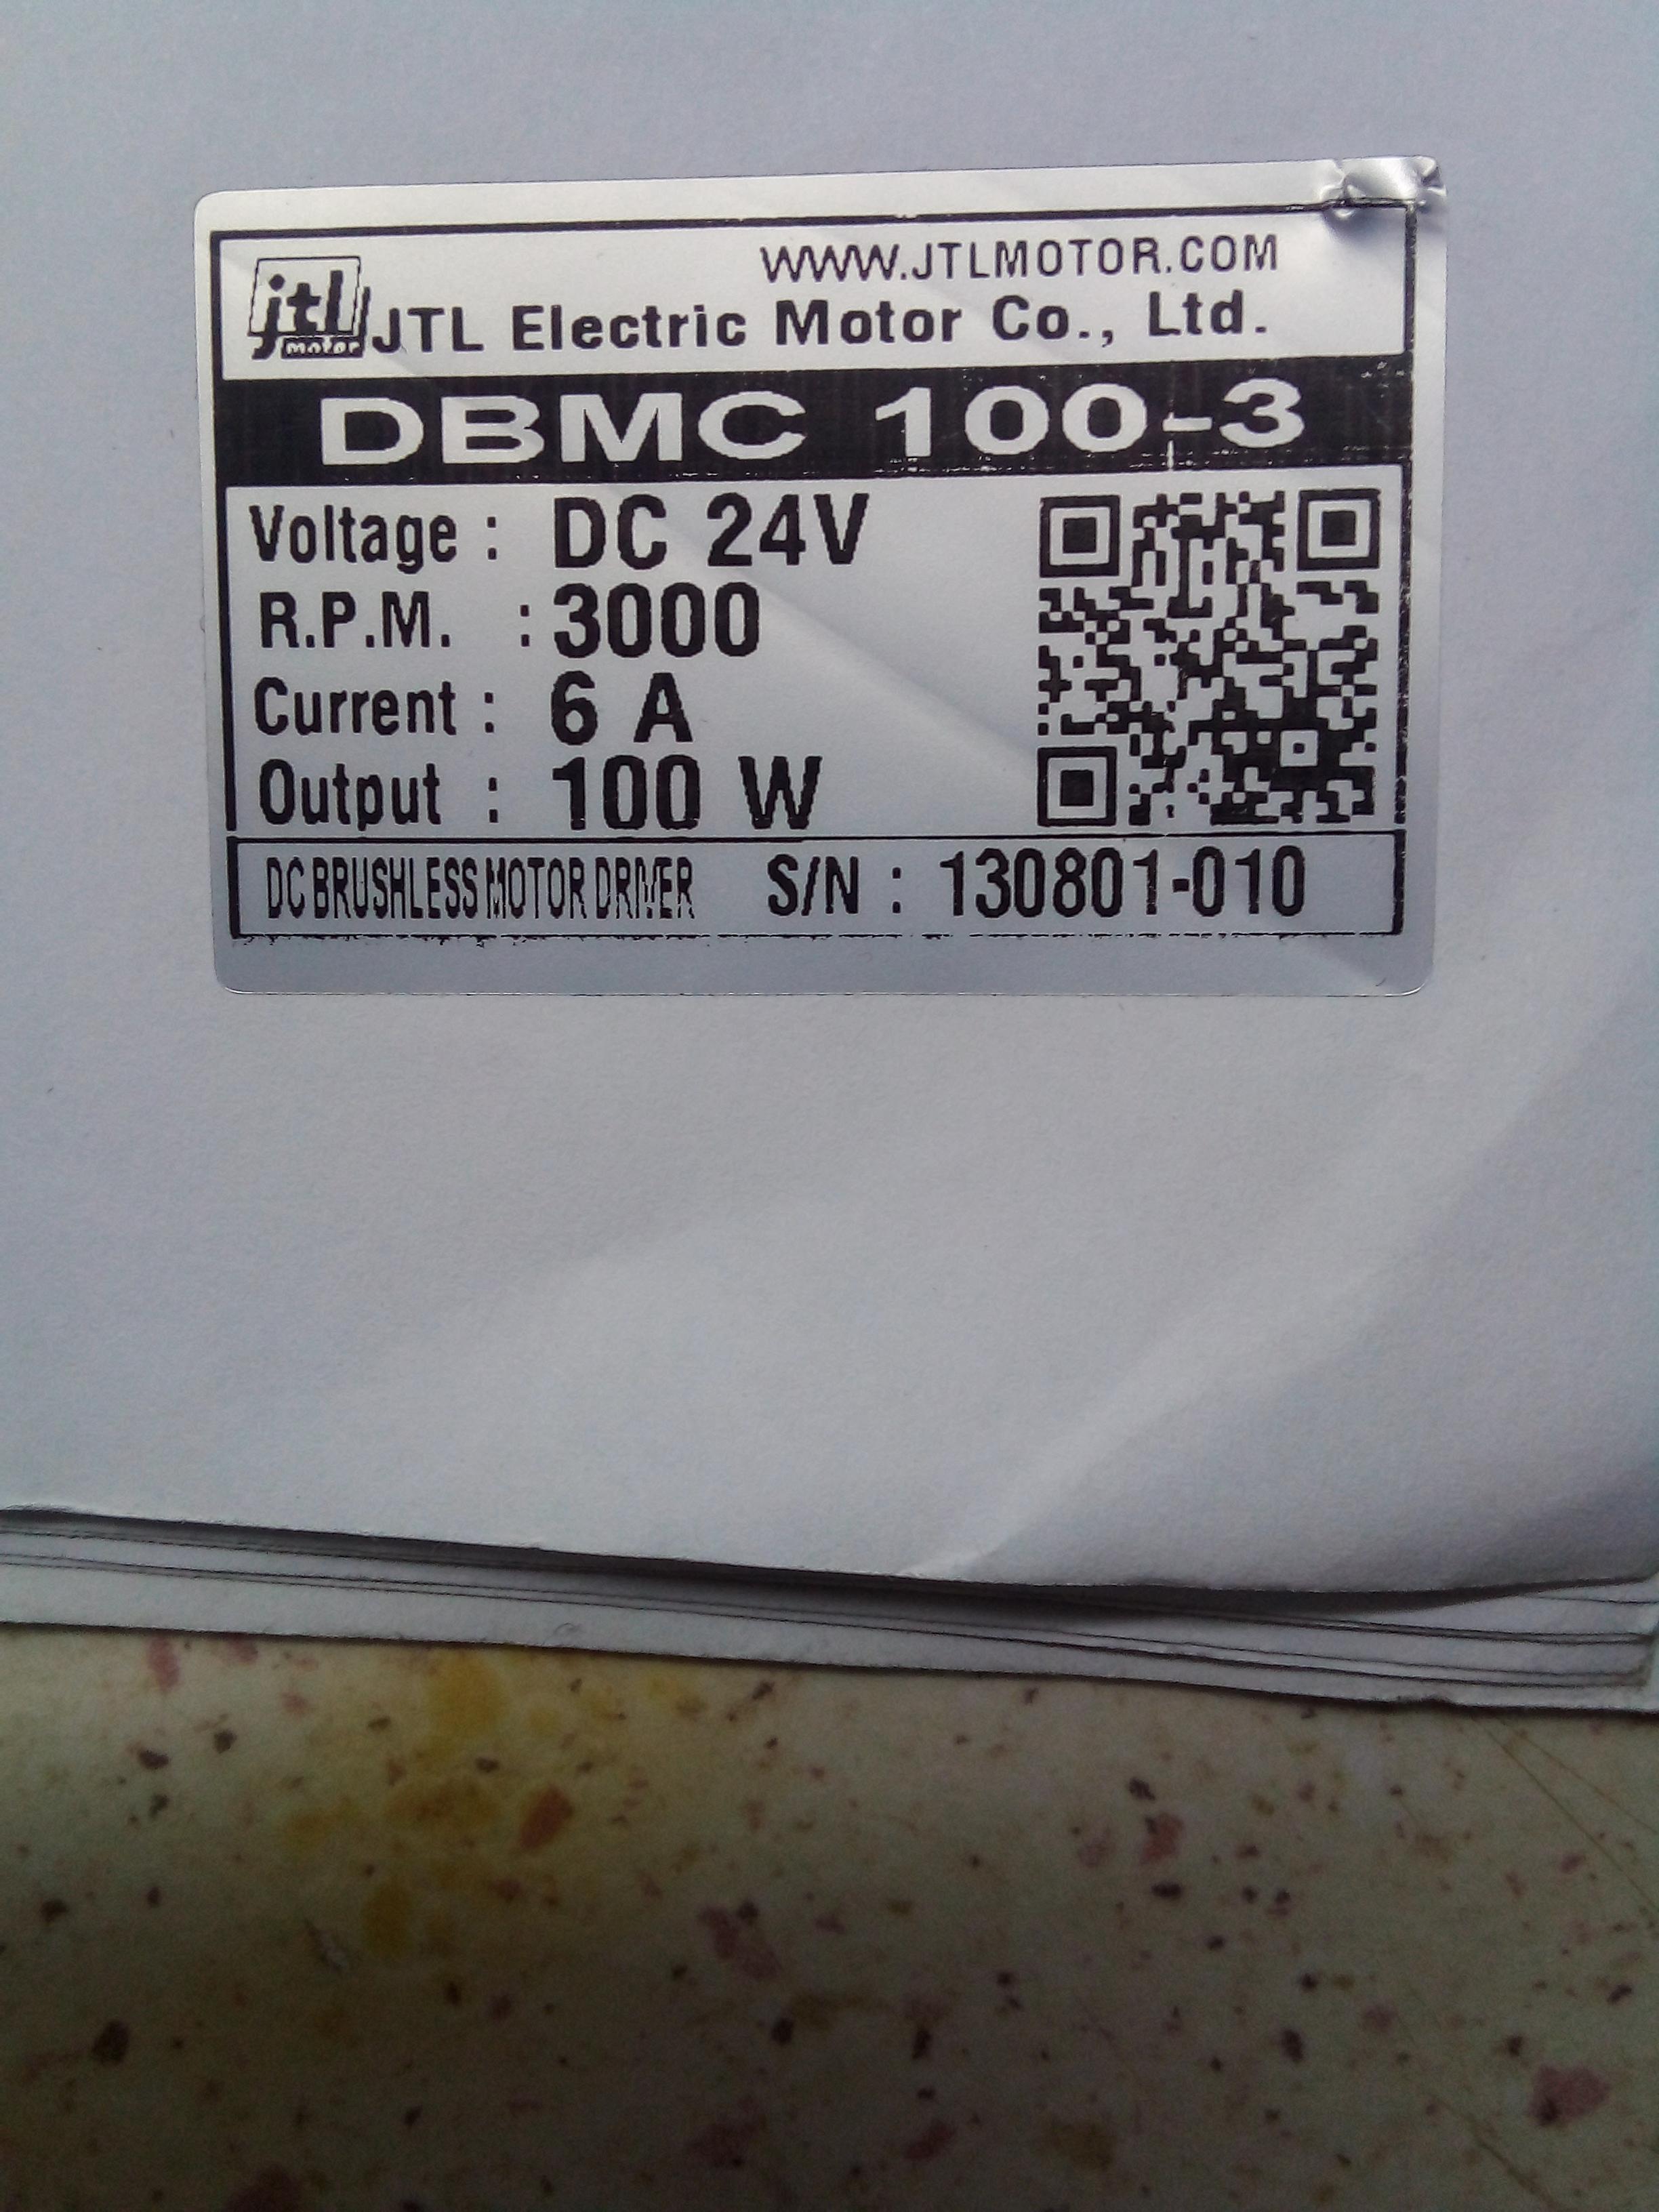 WWW.JTLMOTOR.COM
jtl motor JTL Electric Motor Co., Ltd.
DBMC 100-3
Voltage : DC 24V
R.P.M. : 3000
Current : 6 A
Output : 100 W
DC BRUSHLESS MOTOR DRIVER S/N : 130801-010